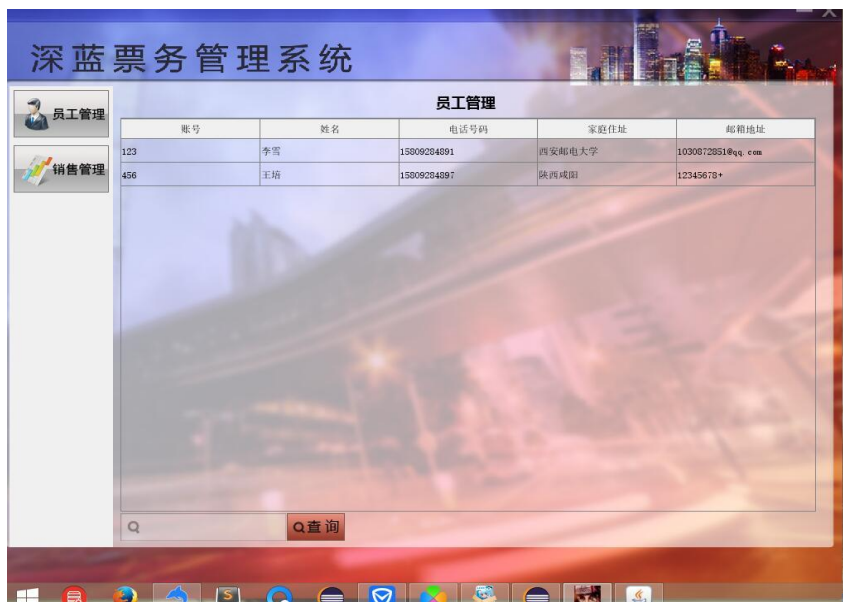 深蓝票务管理系统
员工管理
销售管理
员工管理
账号 姓名 电话号码 家庭住址 邮箱地址
123 李雪 15809284891 西安邮电大学 1030872851@qq.com
456 王培 15809284897 陕西咸阳 12345678+
查询